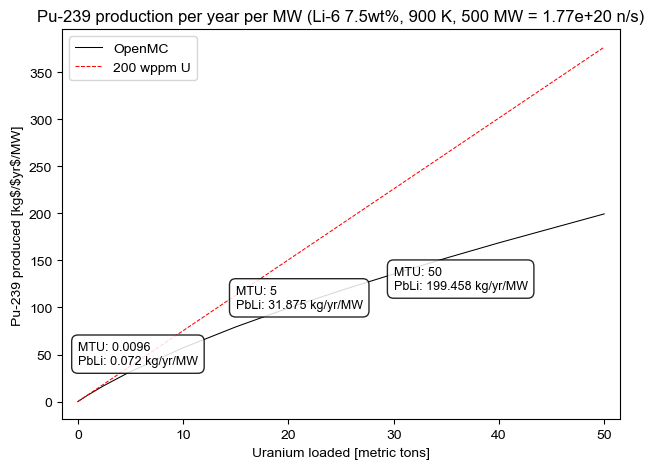 Pu-239 production per year per MW (Li-6 7.5wt%, 900 K, 500 MW = 1.77e+20 n/s)
OpenMC
200 wppm U
350
300
250
200
150
100
50
0
Pu-239 produced [kg$/$yr$/MW]
MTU: 50
PbLi: 199.458 kg/yr/MW
MTU: 5
PbLi: 31.875 kg/yr/MW
MTU: 0.0096
PbLi: 0.072 kg/yr/MW
0
10
20
30
40
50
Uranium loaded [metric tons]